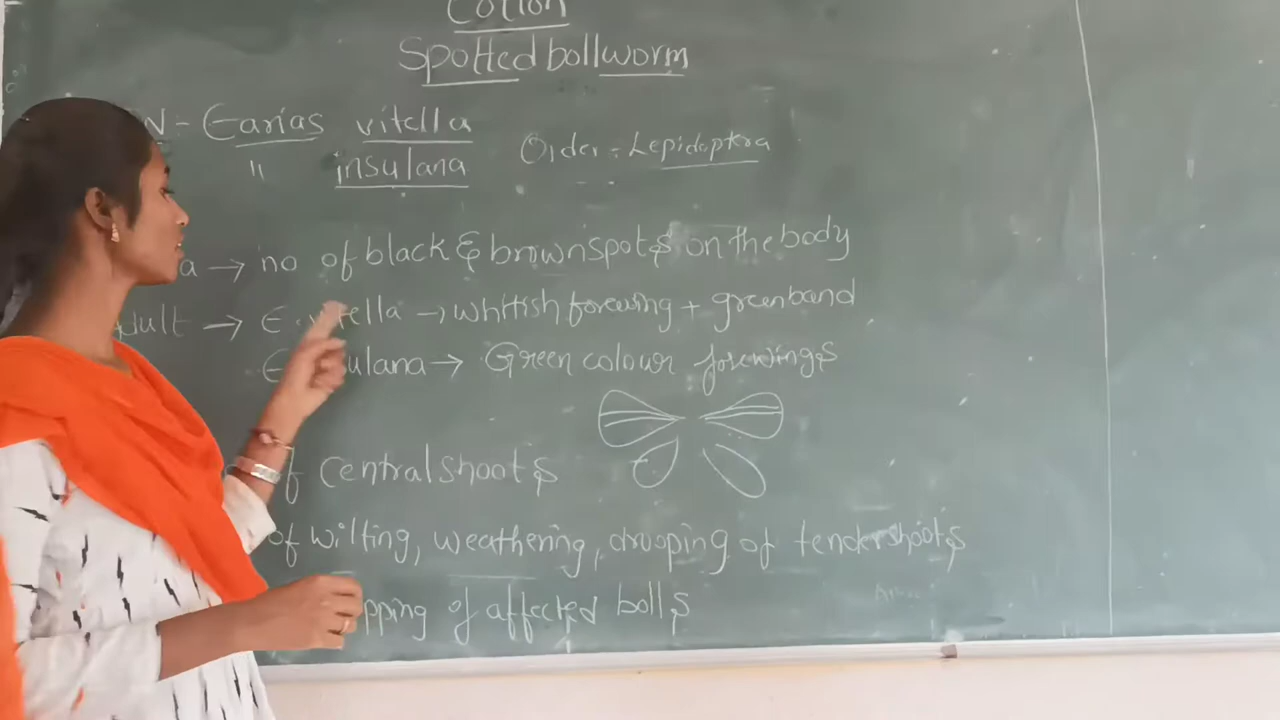 Cotton
Spotted bollworm
N - Earias vitella
" insulana
Order - Lepidoptera
a → no of black & brown spots on the body
dult → E. vitella → whitish forewing + green band
E ulana → Green colour forewings
of central shoots
of wilting, weathering, drooping of tender shoots
pping of affected bolls